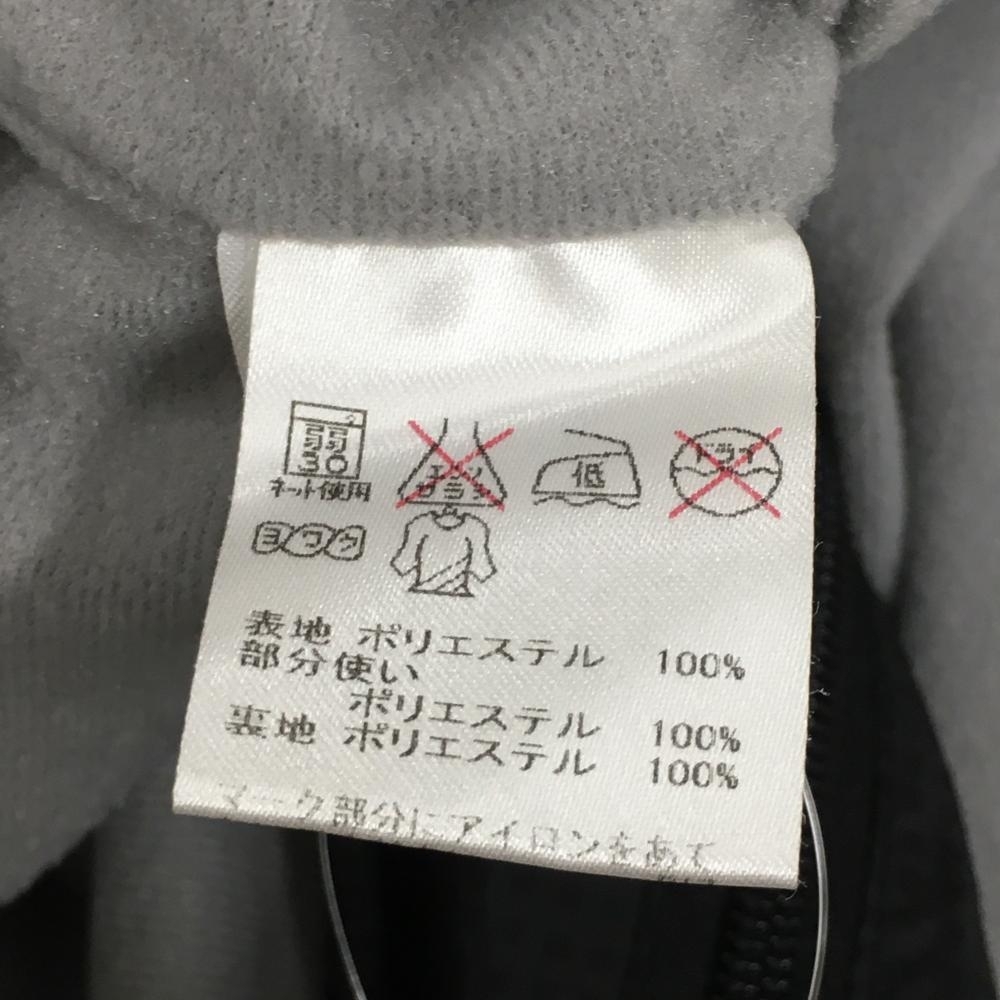 弱
30
ネット使用
エンソ
サラシ
低
ドライ
ヨワク
表地 ポリエステル 100%
部分使い
ポリエステル 100%
裏地 ポリエステル 100%
マーク部分にアイロンをあて